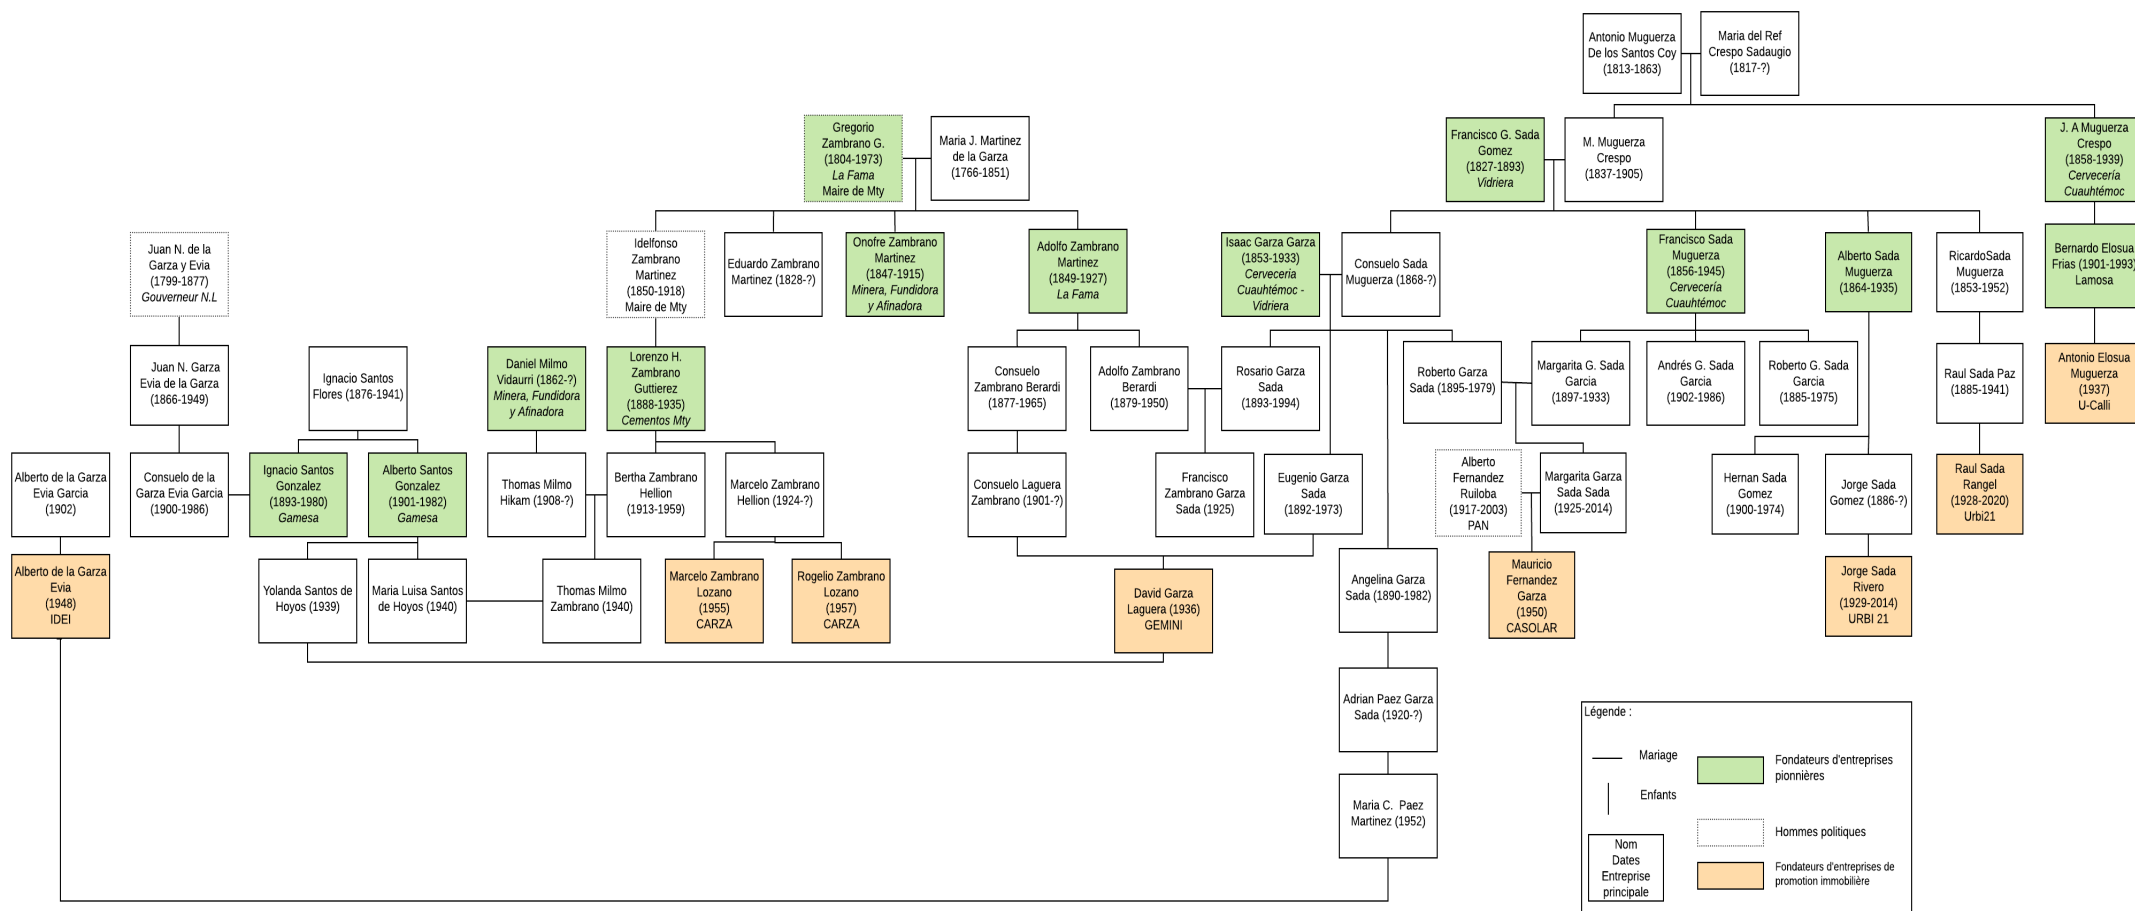 Antonio Muguerza
De los Santos Coy
(1813-1863)
Maria del Ref
Crespo Sadaugio
(1817-?)
Gregorio
Zambrano G.
(1804-1973)
La Fama
Maire de Mty
Maria J. Martinez
de la Garza
(1766-1851)
Francisco G. Sada
Gomez
(1827-1893)
Vidriera
M. Muguerza
Crespo
(1837-1905)
J. A Muguerza
Crespo
(1858-1939)
Cervecería
Cuauhtémoc
Juan N. de la
Garza y Evia
(1799-1877)
Gouverneur N.L
Idelfonso
Zambrano
Martinez
(1850-1918)
Maire de Mty
Eduardo Zambrano
Martinez (1828-?)
Onofre Zambrano
Martinez
(1847-1915)
Minera, Fundidora
y Afinadora
Adolfo Zambrano
Martinez
(1849-1927)
La Fama
Isaac Garza Garza
(1853-1933)
Cerveceria
Cuauhtémoc -
Vidriera
Consuelo Sada
Muguerza (1868-?)
Francisco Sada
Muguerza
(1856-1945)
Cervecería
Cuauhtémoc
Alberto Sada
Muguerza
(1864-1935)
RicardoSada
Muguerza
(1853-1952)
Bernardo Elosua
Frias (1901-1993)
Lamosa
Juan N. Garza
Evia de la Garza
(1866-1949)
Ignacio Santos
Flores (1876-1941)
Daniel Milmo
Vidaurri (1862-?)
Minera, Fundidora
y Afinadora
Lorenzo H.
Zambrano
Guttierez
(1888-1935)
Cementos Mty
Consuelo
Zambrano Berardi
(1877-1965)
Adolfo Zambrano
Berardi
(1879-1950)
Rosario Garza
Sada
(1893-1994)
Roberto Garza
Sada (1895-1979)
Margarita G. Sada
Garcia
(1897-1933)
Andrés G. Sada
Garcia
(1902-1986)
Roberto G. Sada
Garcia
(1885-1975)
Raul Sada Paz
(1885-1941)
Antonio Elosua
Muguerza
(1937)
U-Calli
Alberto de la Garza
Evia Garcia
(1902)
Consuelo de la
Garza Evia Garcia
(1900-1986)
Ignacio Santos
Gonzalez
(1893-1980)
Gamesa
Alberto Santos
Gonzalez
(1901-1982)
Gamesa
Thomas Milmo
Hikam (1908-?)
Bertha Zambrano
Hellion
(1913-1959)
Marcelo Zambrano
Hellion (1924-?)
Consuelo Laguera
Zambrano (1901-?)
Francisco
Zambrano Garza
Sada (1925)
Eugenio Garza
Sada
(1892-1973)
Alberto
Fernandez
Ruiloba
(1917-2003)
PAN
Margarita Garza
Sada Sada
(1925-2014)
Hernan Sada
Gomez
(1900-1974)
Jorge Sada
Gomez (1886-?)
Raul Sada
Rangel
(1928-2020)
Urbi21
Alberto de la Garza
Evia
(1948)
IDEI
Yolanda Santos de
Hoyos (1939)
Maria Luisa Santos
de Hoyos (1940)
Thomas Milmo
Zambrano (1940)
Marcelo Zambrano
Lozano
(1955)
CARZA
Rogelio Zambrano
Lozano
(1957)
CARZA
David Garza
Laguera (1936)
GEMINI
Angelina Garza
Sada (1890-1982)
Mauricio
Fernandez
Garza
(1950)
CASOLAR
Jorge Sada
Rivero
(1929-2014)
URBI 21
Adrian Paez Garza
Sada (1920-?)
Maria C. Paez
Martinez (1952)
Légende :
Mariage
Enfants
Nom
Dates
Entreprise
principale
Fondateurs d'entreprises
pionnières
Hommes politiques
Fondateurs d'entreprises de
promotion immobilière